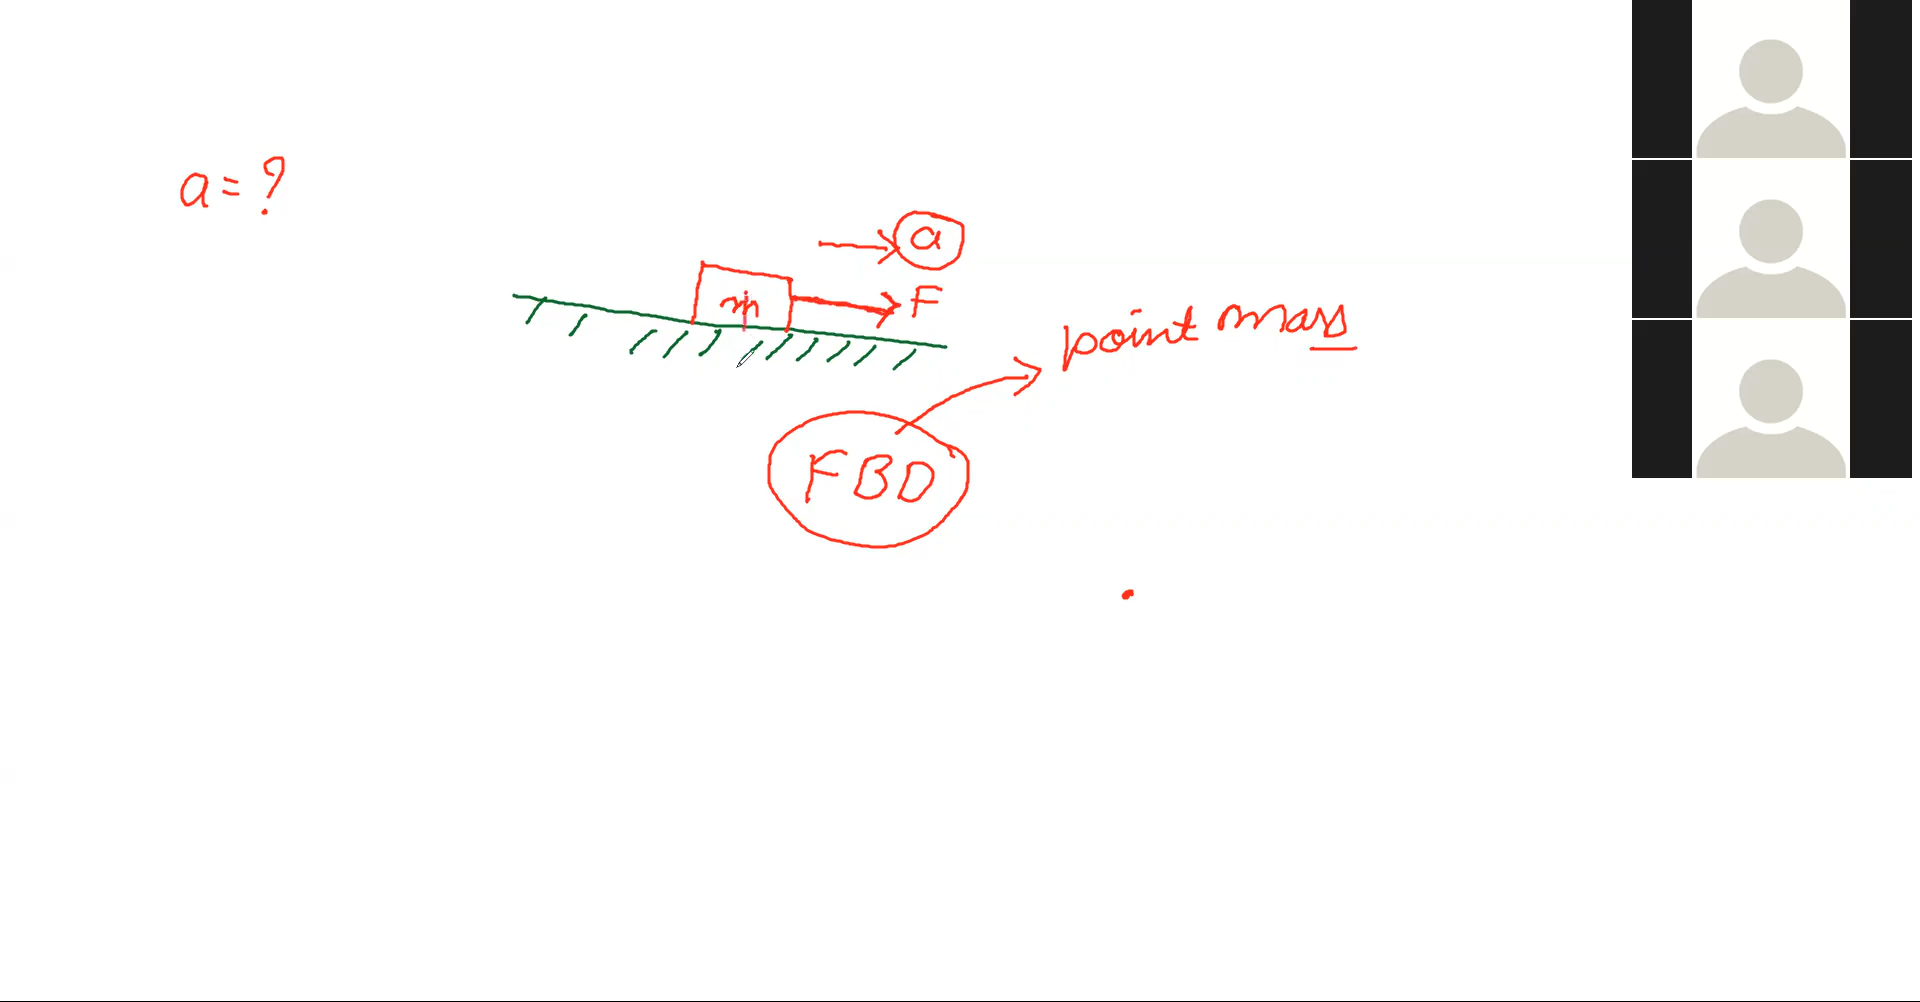 a = ?
a
m
F
point mass
FBD